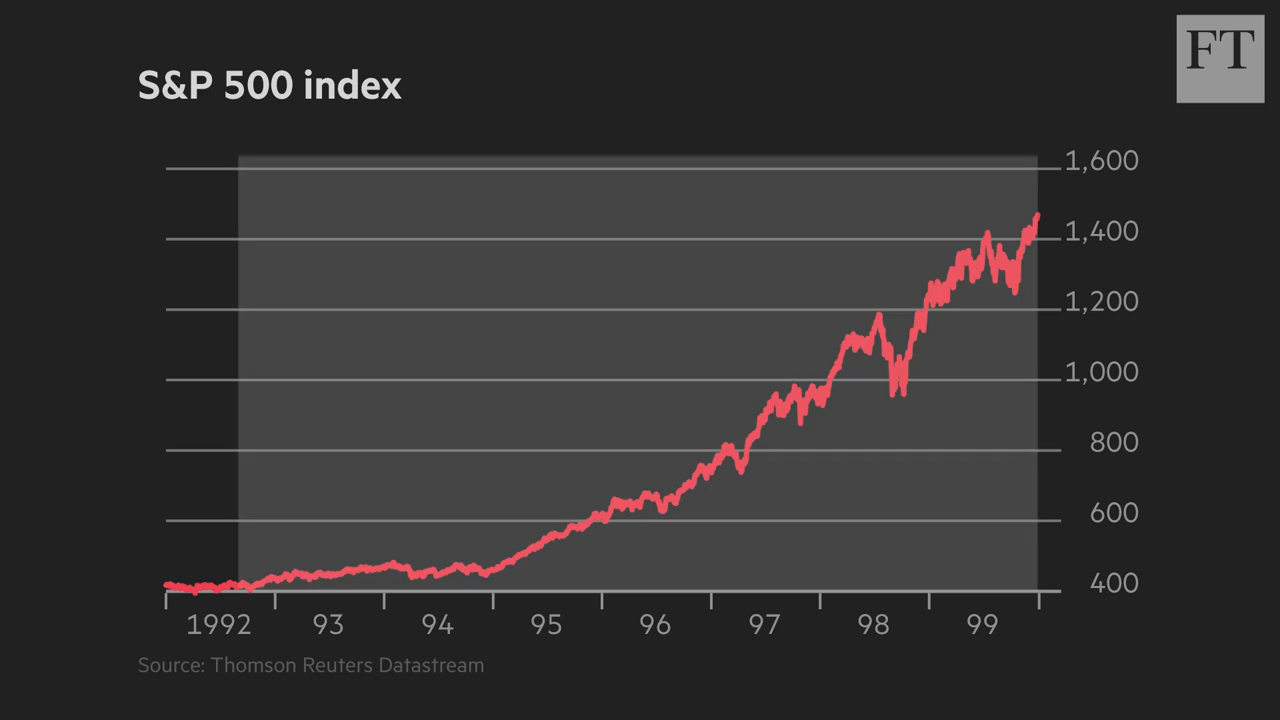 FT
S&P 500 index
1,600
1,400
1,200
1,000
800
600
400
1992 93 94 95 96 97 98 99
Source: Thomson Reuters Datastream